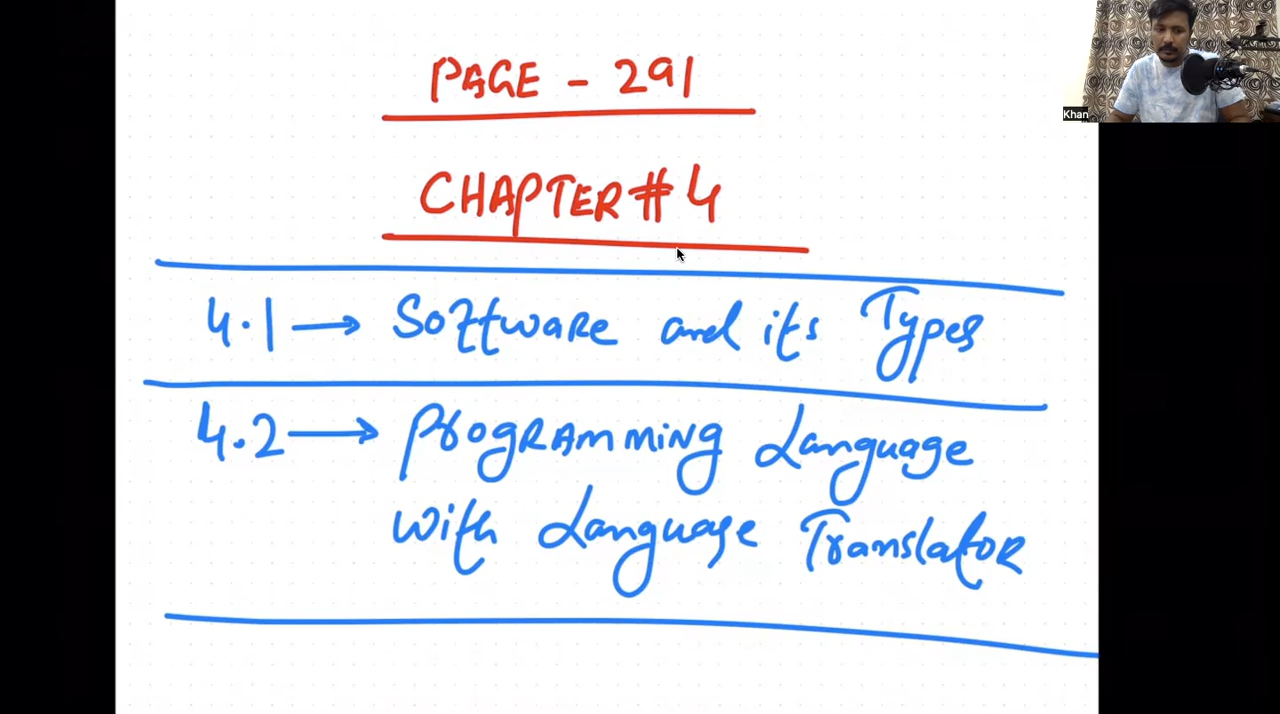 PAGE - 291
Khan
CHAPTER # 4
4.1 → Software and its Types
4.2 → Programming Language
with Language Translator